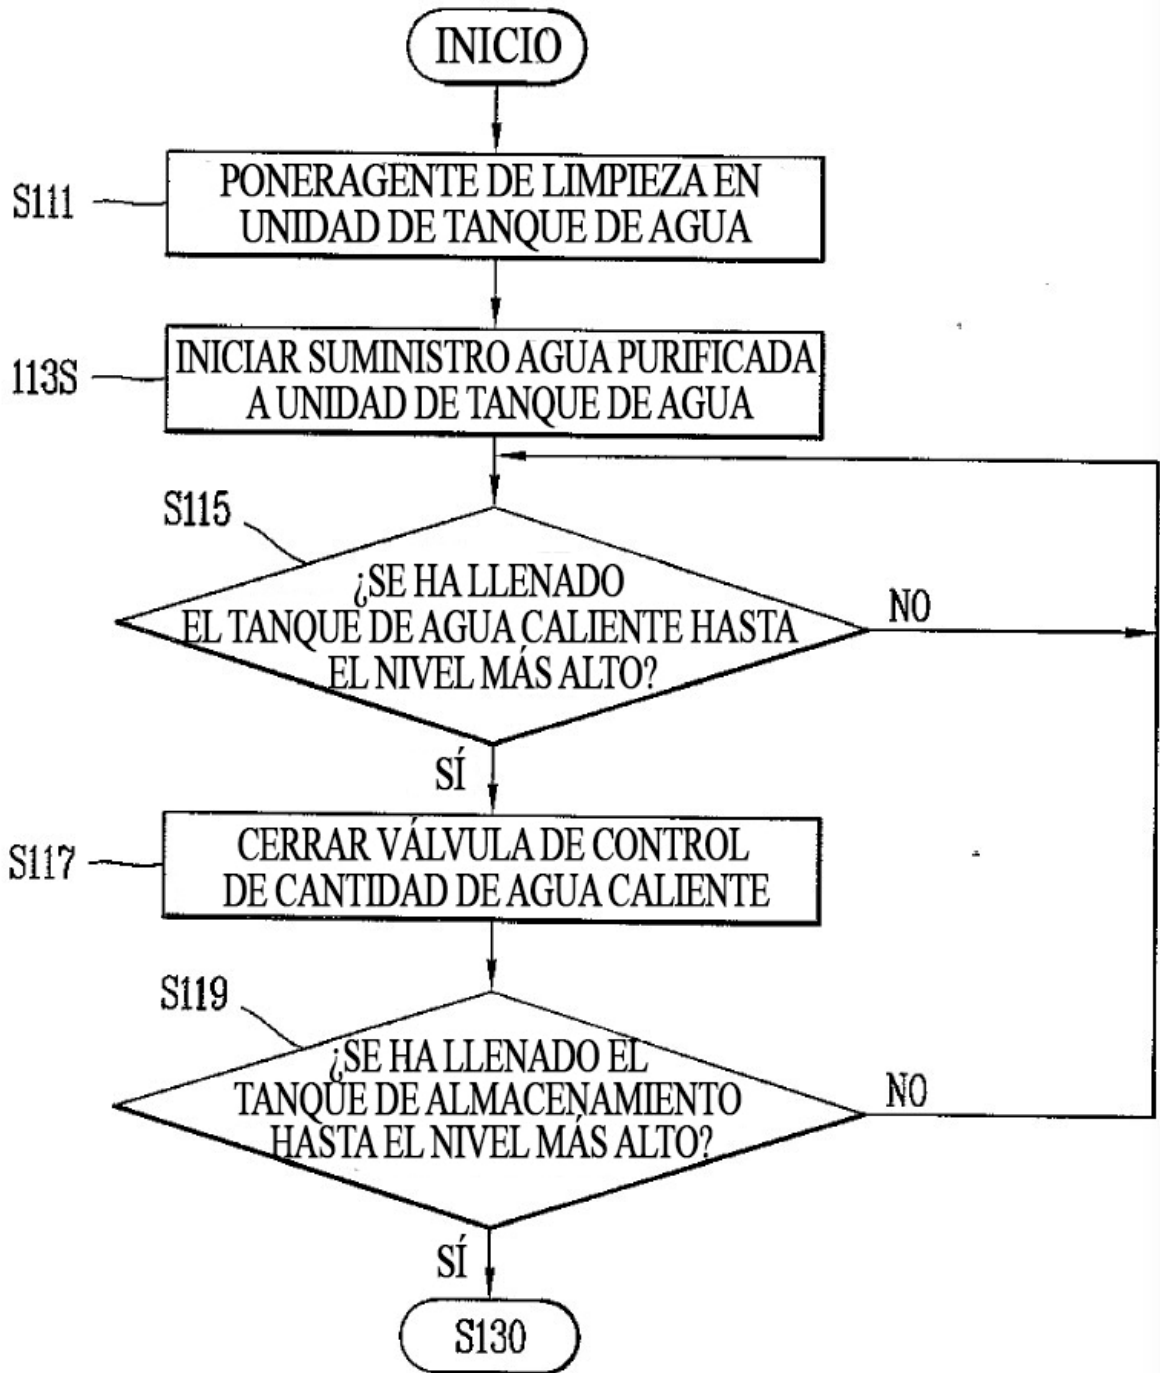 INICIO
S111
PONERAGENTE DE LIMPIEZA EN
UNIDAD DE TANQUE DE AGUA
113S
INICIAR SUMINISTRO AGUA PURIFICADA
A UNIDAD DE TANQUE DE AGUA
S115
¿SE HA LLENADO
EL TANQUE DE AGUA CALIENTE HASTA
EL NIVEL MÁS ALTO?
NO
SÍ
S117
CERRAR VÁLVULA DE CONTROL
DE CANTIDAD DE AGUA CALIENTE
S119
¿SE HA LLENADO EL
TANQUE DE ALMACENAMIENTO
HASTA EL NIVEL MÁS ALTO?
NO
SÍ
S130